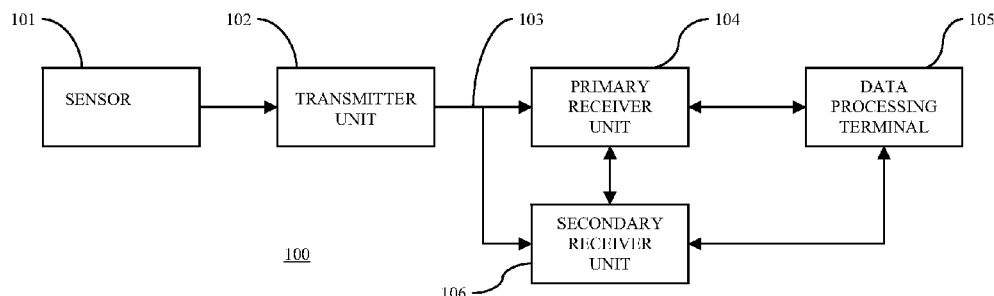 101
102
103
104
105
SENSOR
TRANSMITTER
UNIT
PRIMARY
RECEIVER
UNIT
DATA
PROCESSING
TERMINAL
SECONDARY
RECEIVER
UNIT
100
106